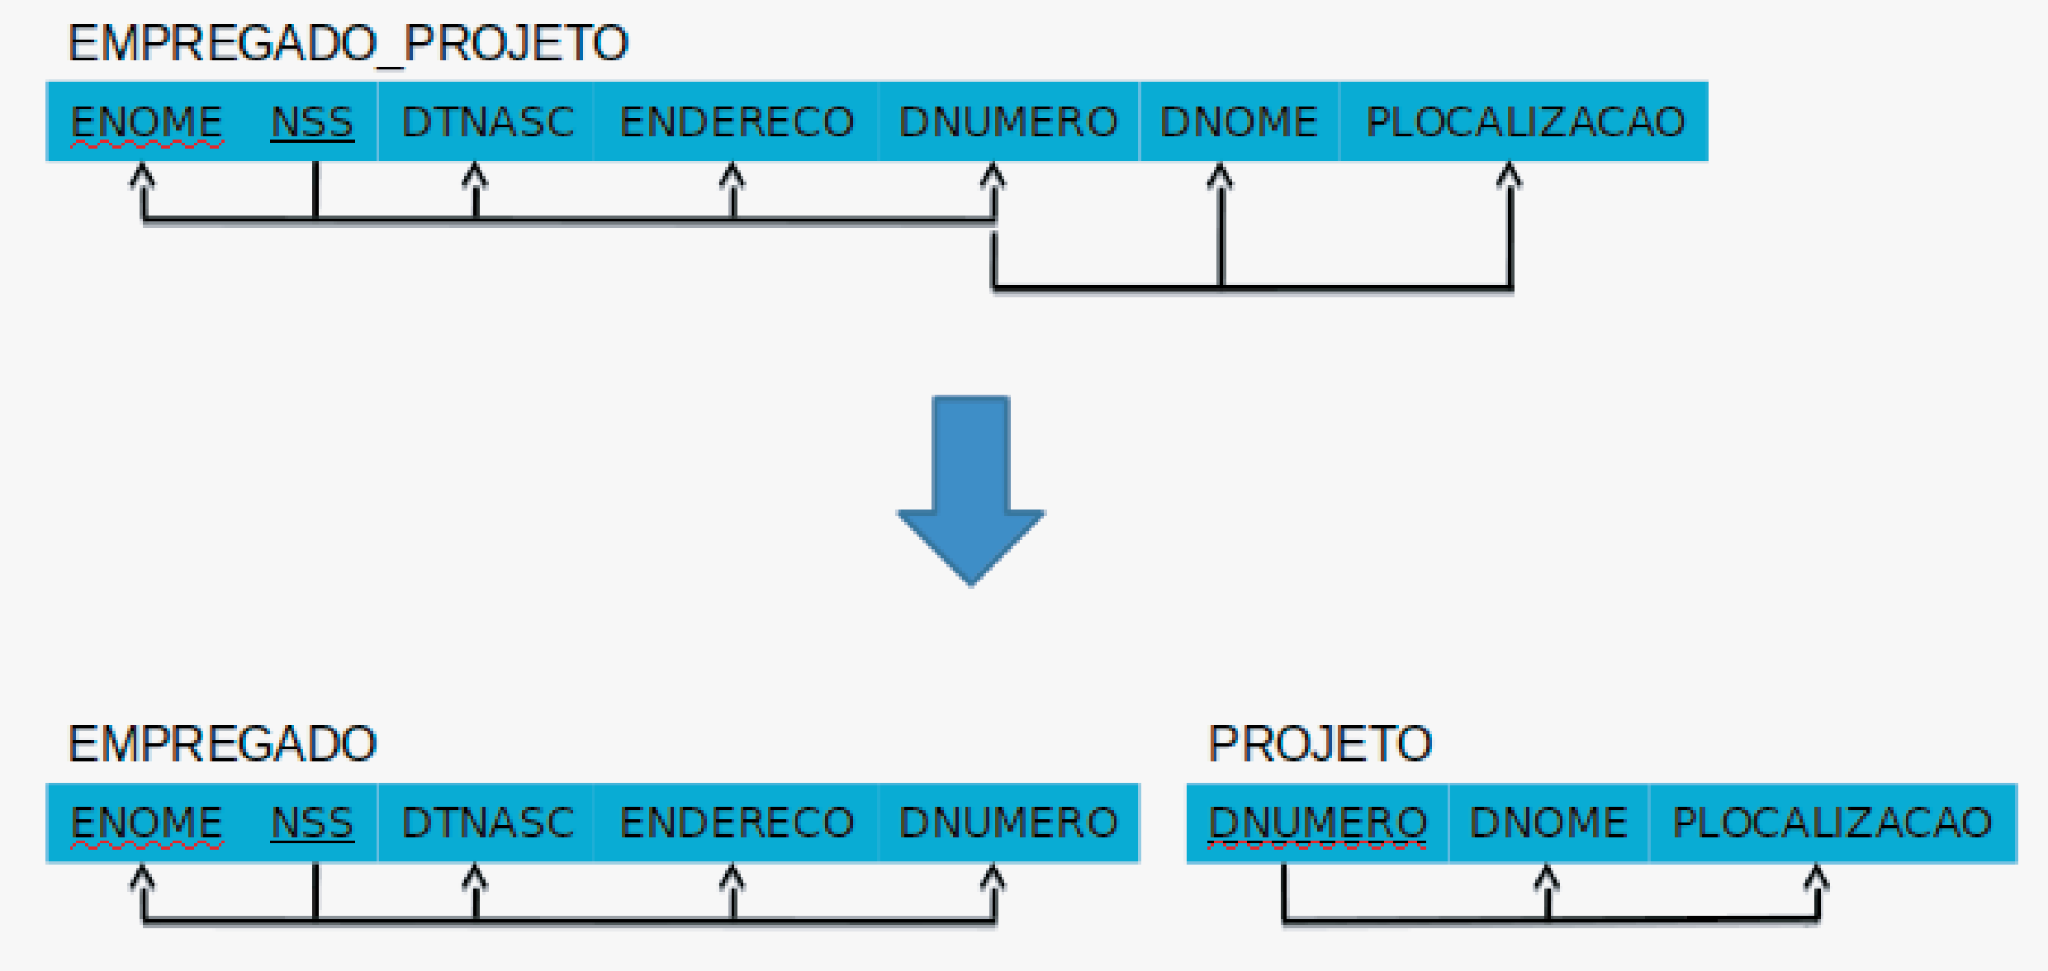 EMPREGADO_PROJETO
ENOME NSS DTNASC ENDERECO DNUMERO DNOME PLOCALIZACAO
EMPREGADO
ENOME NSS DTNASC ENDERECO DNUMERO
PROJETO
DNUMERO DNOME PLOCALIZACAO